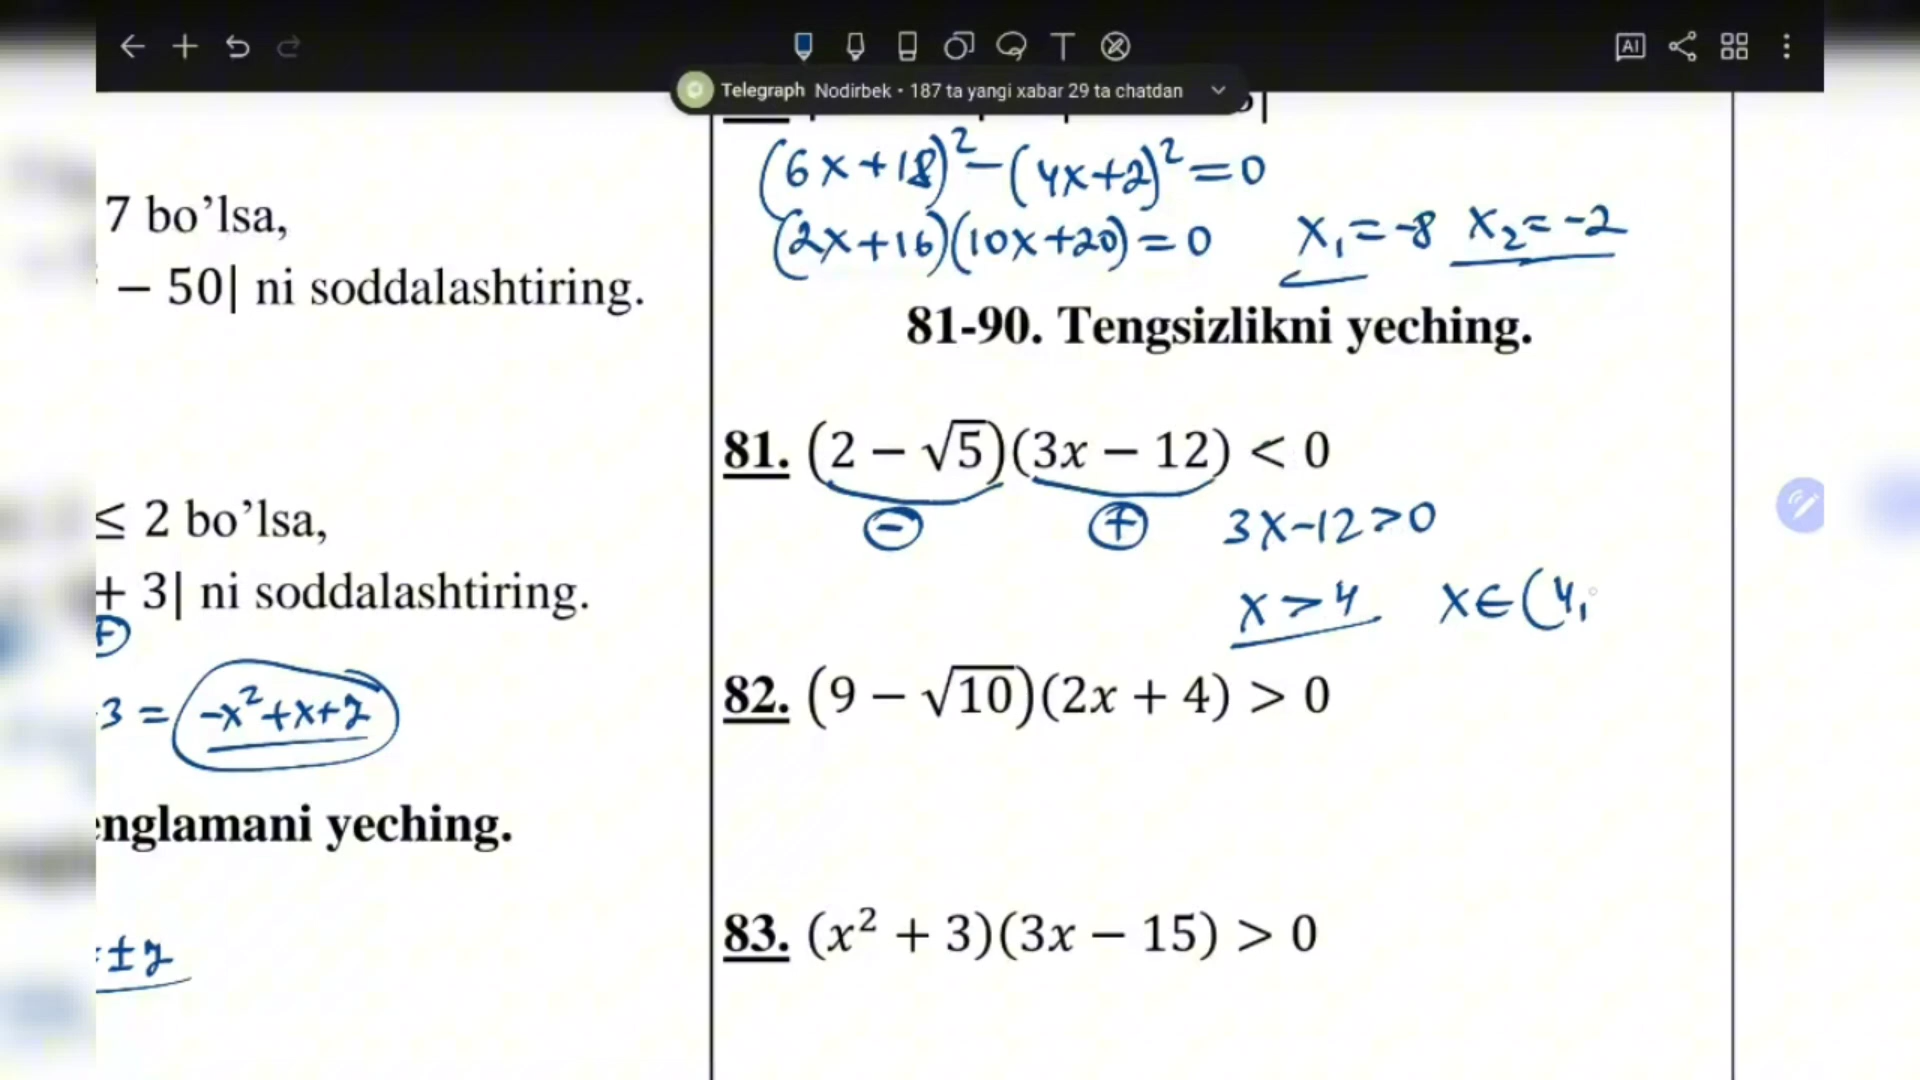 Telegraph Nodirbek • 187 ta yangi xabar 29 ta chatdan
AI
7 bo’lsa,
− 50| ni soddalashtiring.
≤ 2 bo’lsa,
+ 3| ni soddalashtiring.
+
3 = -x²+x+2
englamani yeching.
±7
(6x+18)²-(4x+2)²=0
(2x+16)(10x+20)=0 x₁=-8 x₂=-2
81-90. Tengsizlikni yeching.
81. (2 − √5)(3x − 12) < 0
- + 3x-12>0
x>4 x∈(4,
82. (9 − √10)(2x + 4) > 0
83. (x² + 3)(3x − 15) > 0